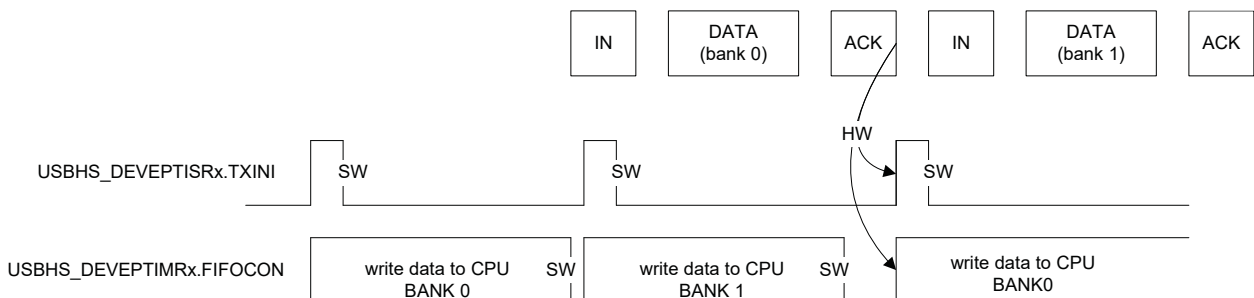 IN
DATA
(bank 0)
ACK
IN
DATA
(bank 1)
ACK
HW
USBHS_DEVEPTISRx.TXINI
SW
SW
SW
USBHS_DEVEPTIMRx.FIFOCON
write data to CPU
BANK 0
SW
write data to CPU
BANK 1
SW
write data to CPU
BANK0